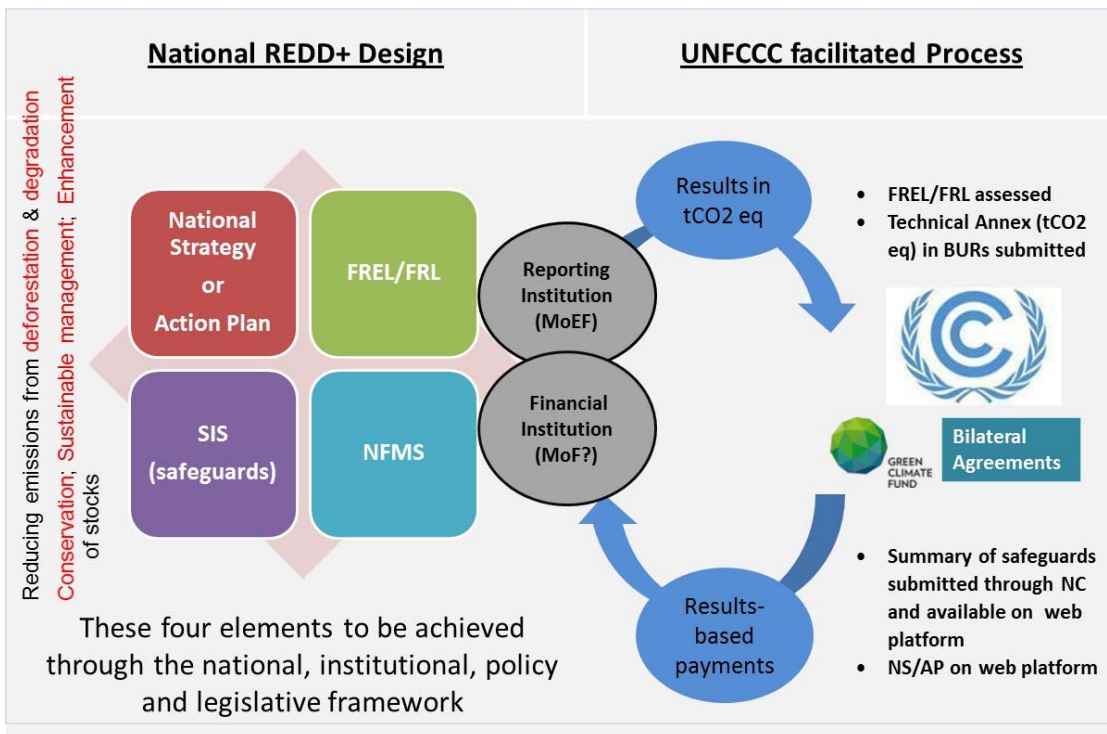 National REDD+ Design
UNFCCC facilitated Process
Reducing emissions from deforestation & degradation
Conservation; Sustainable management; Enhancement
of stocks
National
Strategy
or
Action Plan
FREL/FRL
SIS
(safeguards)
NFMS
Reporting
Institution
(MoEF)
Financial
Institution
(MoF?)
These four elements to be achieved
through the national, institutional, policy
and legislative framework
Results in
tCO2 eq
• FREL/FRL assessed
• Technical Annex (tCO2
eq) in BURs submitted
GREEN
CLIMATE
FUND
Bilateral
Agreements
Results-
based
payments
• Summary of safeguards
submitted through NC
and available on web
platform
• NS/AP on web platform